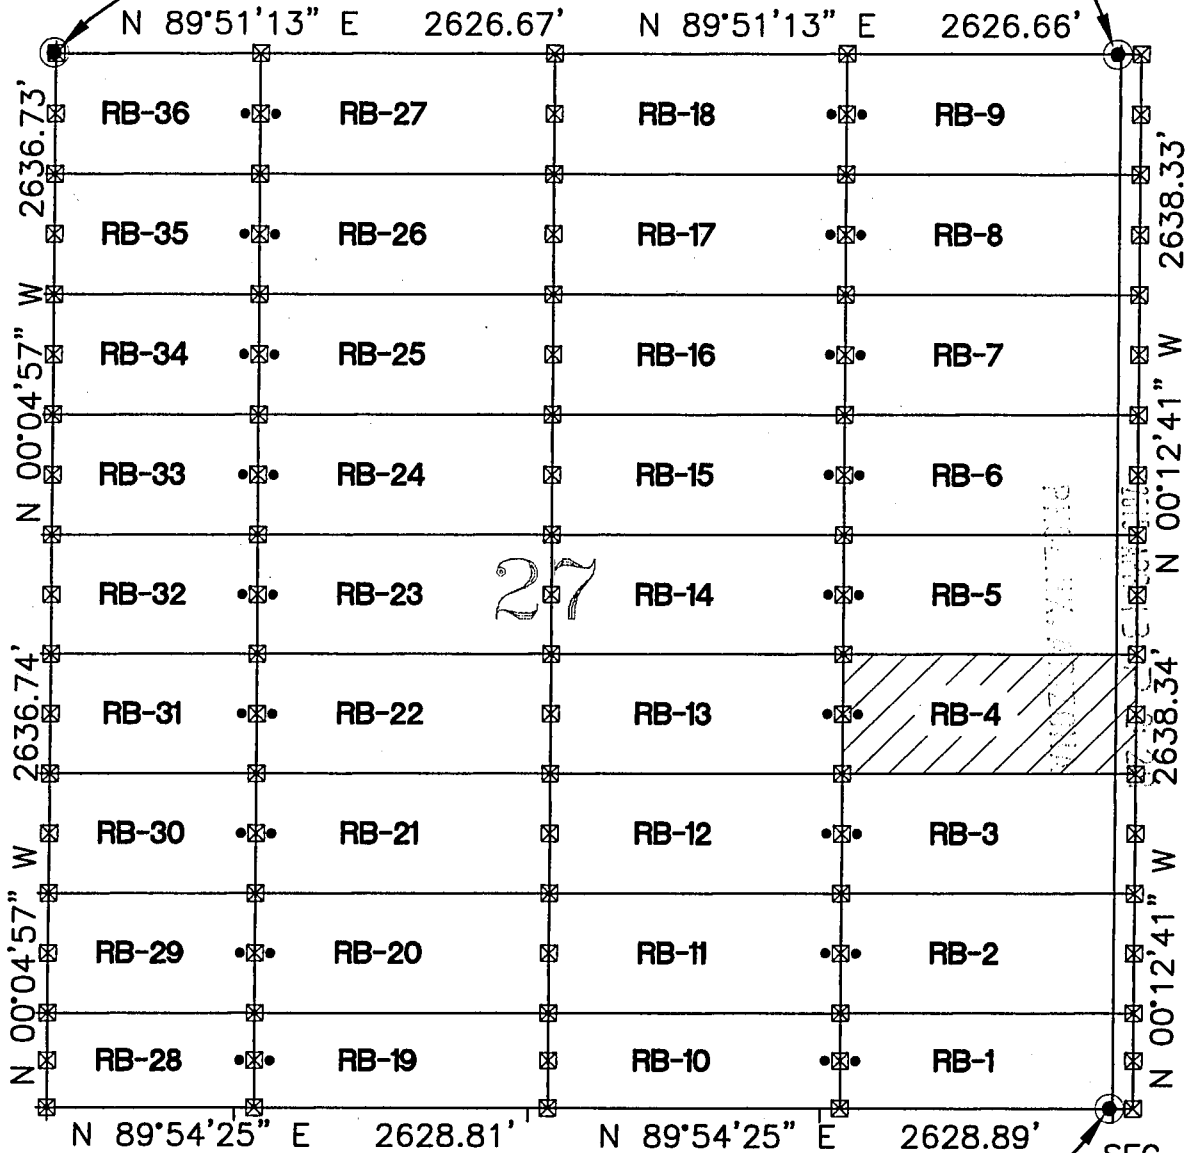 N 89°51'13" E 2626.67' N 89°51'13" E 2626.66'
2636.73'
N 00°04'57" W
2636.74'
N 00°04'57" W
RB-36 RB-27 RB-18 RB-9
RB-35 RB-26 RB-17 RB-8
RB-34 RB-25 RB-16 RB-7
RB-33 RB-24 RB-15 RB-6
RB-32 RB-23 27 RB-14 RB-5
RB-31 RB-22 RB-13 RB-4
RB-30 RB-21 RB-12 RB-3
RB-29 RB-20 RB-11 RB-2
RB-28 RB-19 RB-10 RB-1
2638.33'
N 00°12'41" W
2638.34'
N 00°12'41" W
N 89°54'25" E 2628.81' N 89°54'25" E 2628.89'